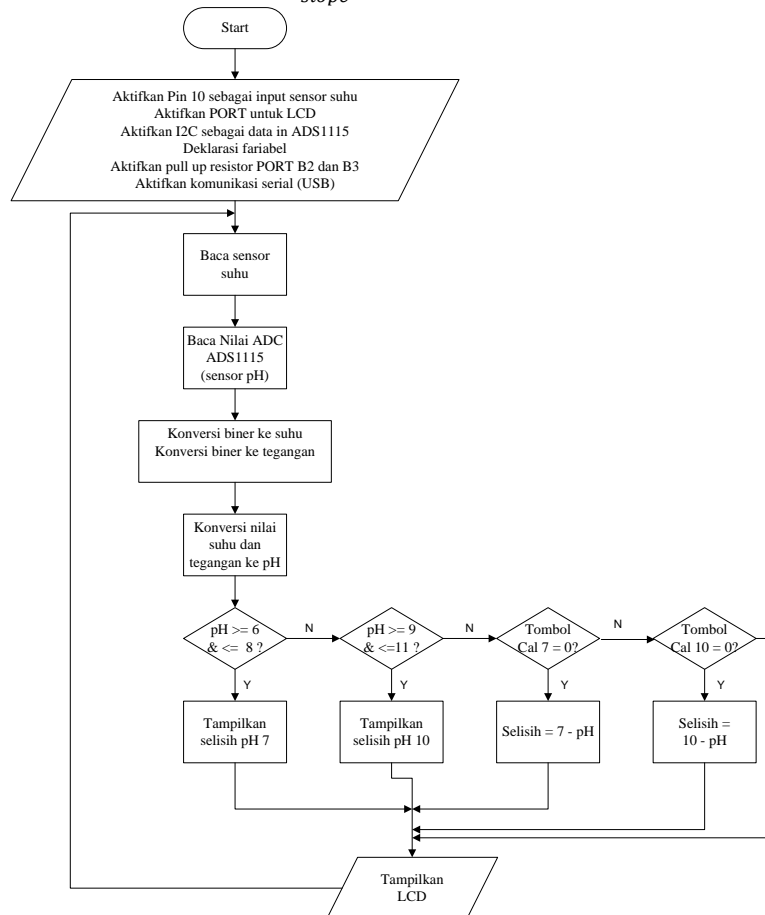 slope
Start
Aktifkan Pin 10 sebagai input sensor suhu
Aktifkan PORT untuk LCD
Aktifkan I2C sebagai data in ADS1115
Deklarasi fariabel
Aktifkan pull up resistor PORT B2 dan B3
Aktifkan komunikasi serial (USB)
Baca sensor
suhu
Baca Nilai ADC
ADS1115
(sensor pH)
Konversi biner ke suhu
Konversi biner ke tegangan
Konversi nilai
suhu dan
tegangan ke pH
pH >= 6
& <= 8 ?
N
pH >= 9
& <=11 ?
N
Tombol
Cal 7 = 0?
N
Tombol
Cal 10 = 0?
Y
Y
Y
Y
Tampilkan
selisih pH 7
Tampilkan
selisih pH 10
Selisih = 7 - pH
Selisih =
10 - pH
Tampilkan
LCD